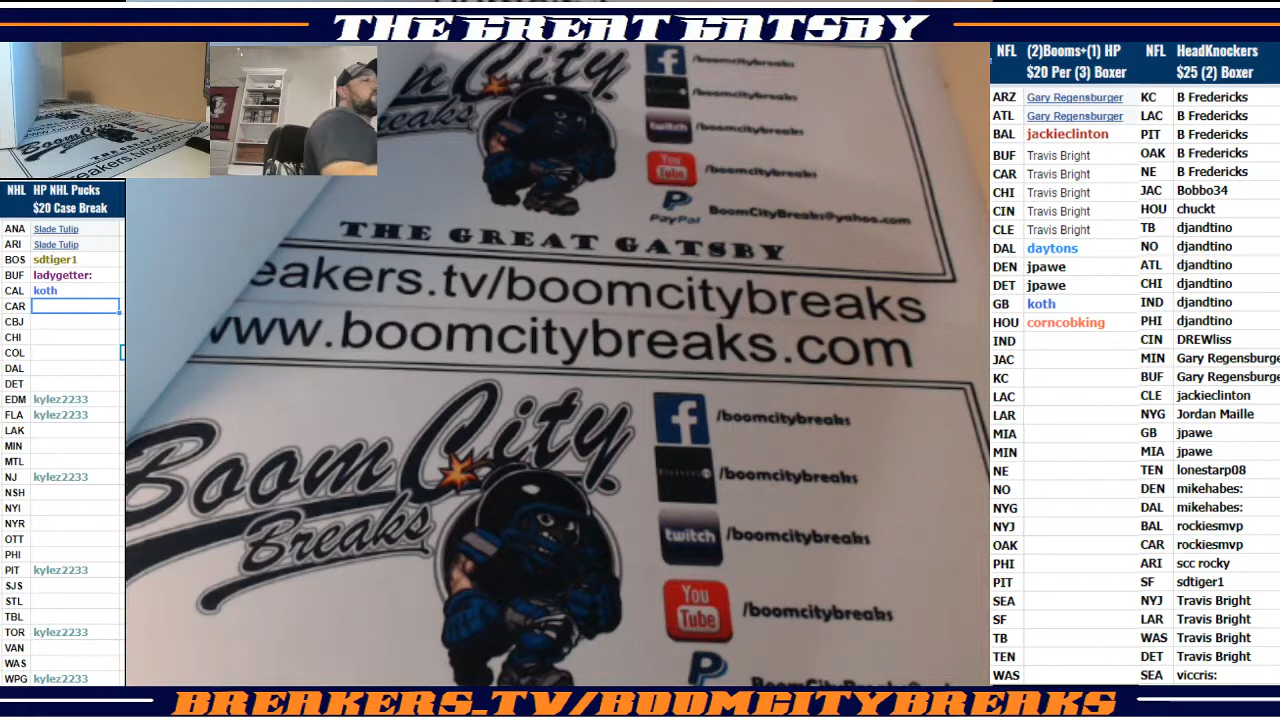 THE GREAT GATSBY
Boom City
Breaks
/boomcitybreaks
/boomcitybreaks
twitch /boomcitybreaks
You Tube /boomcitybreaks
PayPal BoomCityBreaks@yahoo.com
THE GREAT GATSBY
eakers.tv/boomcitybreaks
www.boomcitybreaks.com
Boom City
Breaks
/boomcitybreaks
/boomcitybreaks
twitch /boomcitybreaks
You Tube /boomcitybreaks
NHL HP NHL Pucks
$20 Case Break
ANA Slade Tulip
ARI Slade Tulip
BOS sdtiger1
BUF ladygetter:
CAL koth
CAR
CBJ
CHI
COL
DAL
DET
EDM kylez2233
FLA kylez2233
LAK
MIN
MTL
NJ kylez2233
NSH
NYI
NYR
OTT
PHI
PIT kylez2233
SJS
STL
TBL
TOR kylez2233
VAN
WAS
WPG kylez2233
NFL (2)Booms+(1) HP
$20 Per (3) Boxer
ARZ Gary Regensburger
ATL Gary Regensburger
BAL jackieclinton
BUF Travis Bright
CAR Travis Bright
CHI Travis Bright
CIN Travis Bright
CLE Travis Bright
DAL daytons
DEN jpawe
DET jpawe
GB koth
HOU corncobking
IND
JAC
KC
LAC
LAR
MIA
MIN
NE
NO
NYG
NYJ
OAK
PHI
PIT
SEA
SF
TB
TEN
WAS
NFL HeadKnockers
$25 (2) Boxer
KC B Fredericks
LAC B Fredericks
PIT B Fredericks
OAK B Fredericks
NE B Fredericks
JAC Bobbo34
HOU chuckt
TB djandtino
NO djandtino
ATL djandtino
CHI djandtino
IND djandtino
PHI djandtino
CIN DREWliss
MIN Gary Regensburge
BUF Gary Regensburge
CLE jackieclinton
NYG Jordan Maille
GB jpawe
MIA jpawe
TEN lonestarp08
DEN mikehabes:
DAL mikehabes:
BAL rockiesmvp
CAR rockiesmvp
ARI scc rocky
SF sdtiger1
NYJ Travis Bright
LAR Travis Bright
WAS Travis Bright
DET Travis Bright
SEA viccris:
BREAKERS.TV/BOOMCITYBREAKS